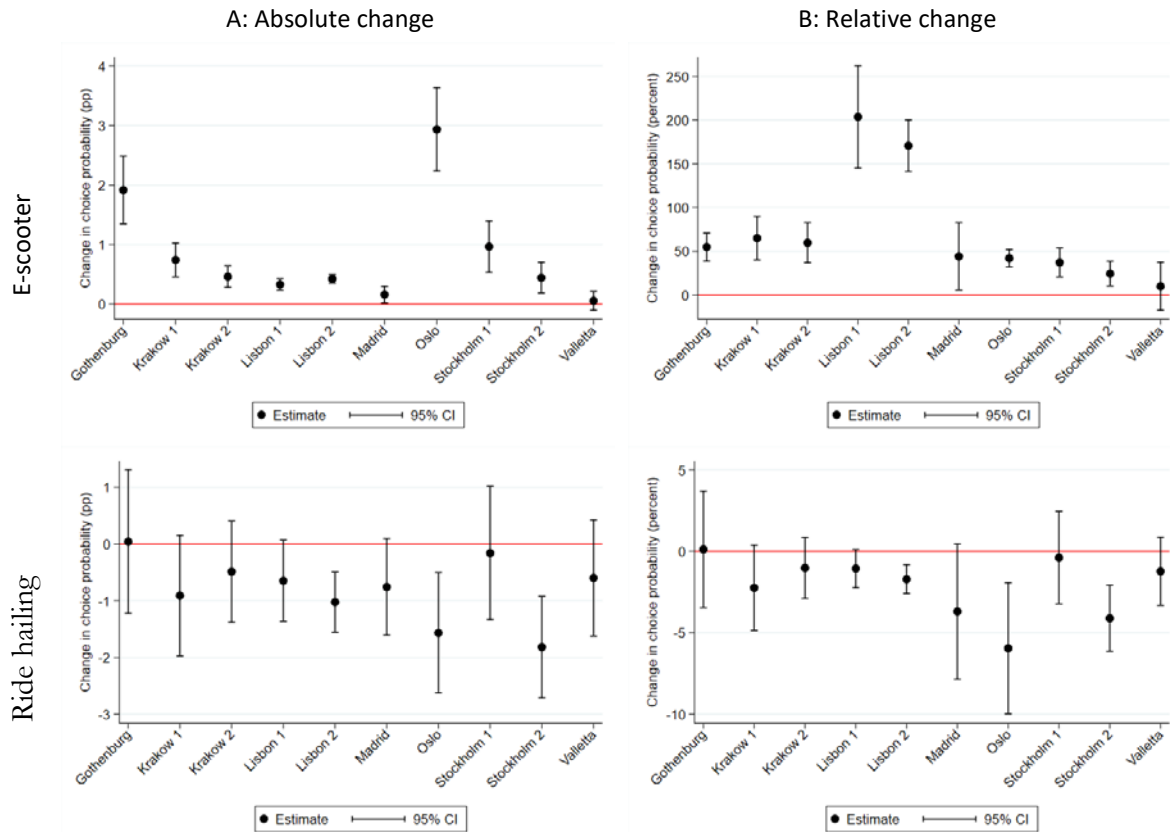 A: Absolute change
B: Relative change
E-scooter
Change in choice probability (pp)
4
3
2
1
0
Gothenburg
Krakow 1
Krakow 2
Lisbon 1
Lisbon 2
Madrid
Oslo
Stockholm 1
Stockholm 2
Valletta
Estimate
95% CI
Change in choice probability (percent)
250
200
150
100
50
0
Gothenburg
Krakow 1
Krakow 2
Lisbon 1
Lisbon 2
Madrid
Oslo
Stockholm 1
Stockholm 2
Valletta
Estimate
95% CI
Ride hailing
Change in choice probability (pp)
1
0
-1
-2
-3
Gothenburg
Krakow 1
Krakow 2
Lisbon 1
Lisbon 2
Madrid
Oslo
Stockholm 1
Stockholm 2
Valletta
Estimate
95% CI
Change in choice probability (percent)
5
0
-5
-10
Gothenburg
Krakow 1
Krakow 2
Lisbon 1
Lisbon 2
Madrid
Oslo
Stockholm 1
Stockholm 2
Valletta
Estimate
95% CI